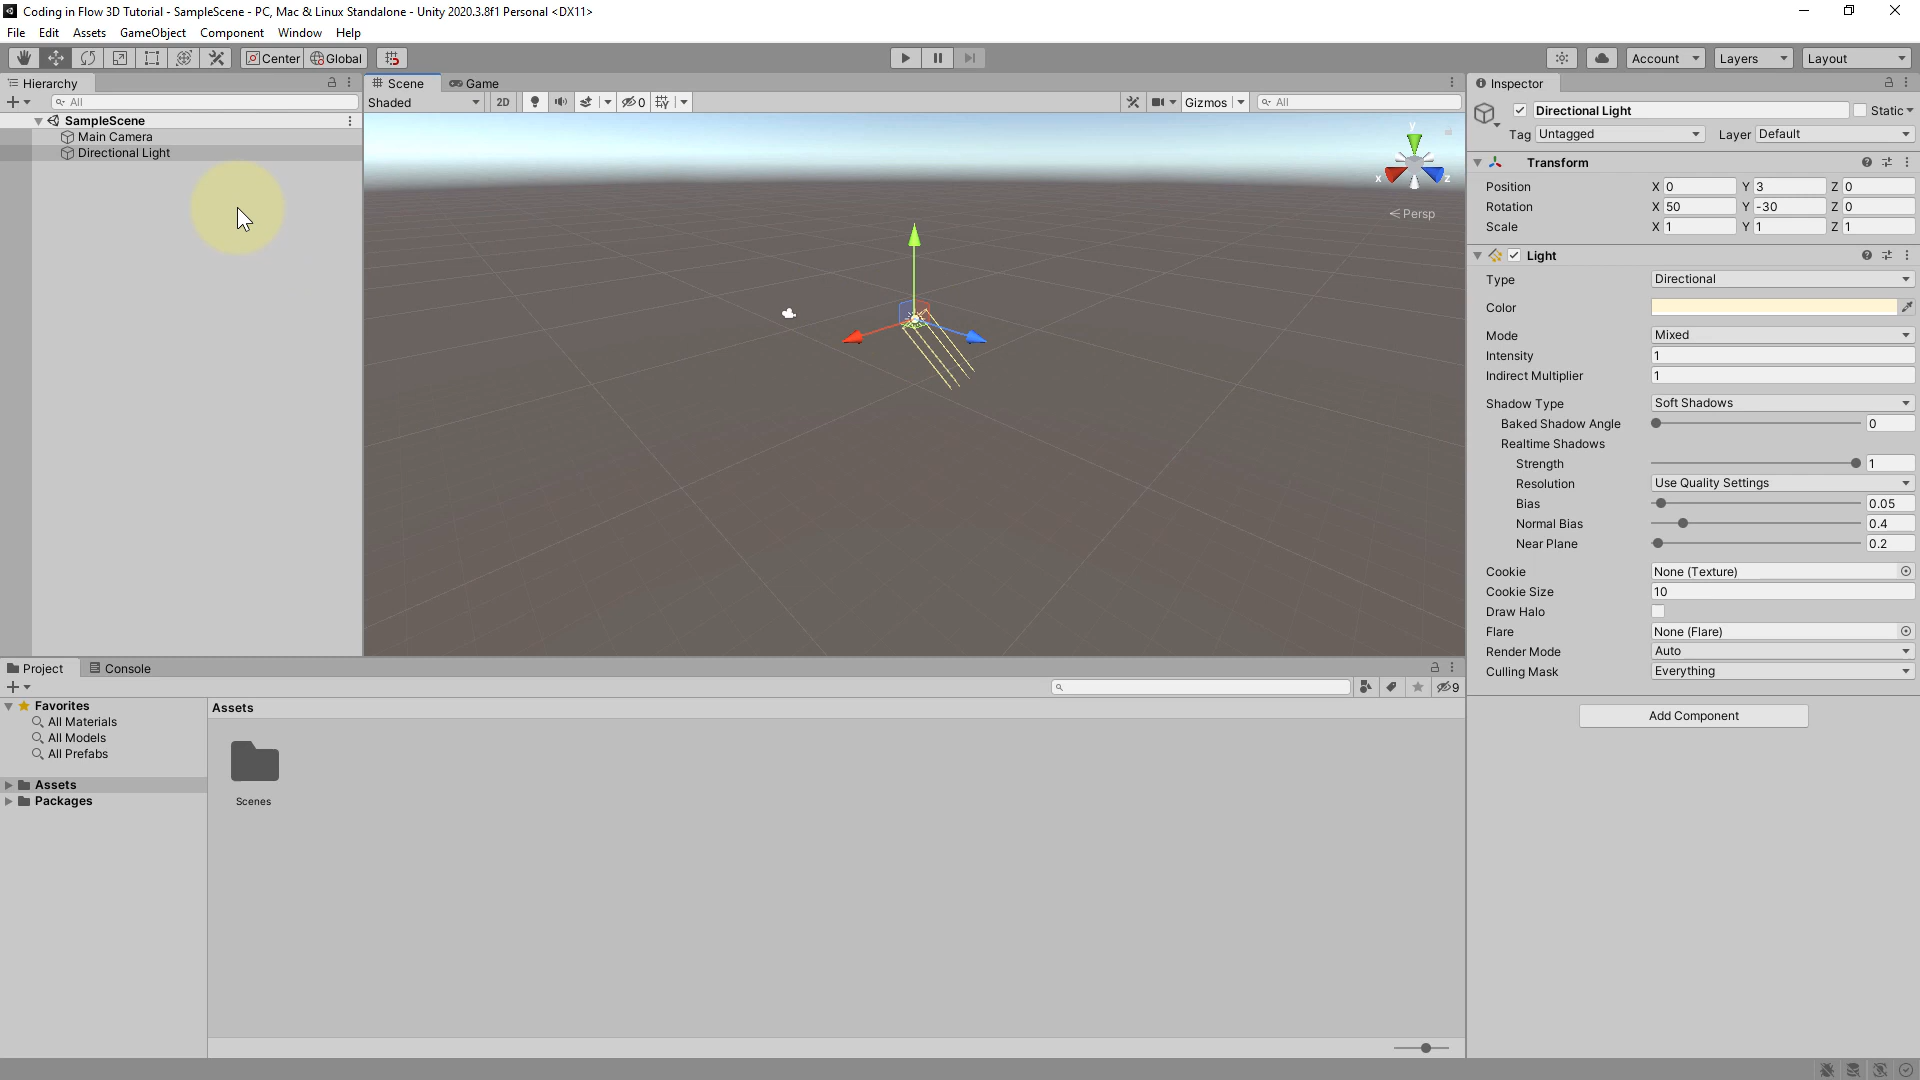 Coding in Flow 3D Tutorial - SampleScene - PC, Mac & Linux Standalone - Unity 2020.3.8f1 Personal <DX11>
File Edit Assets GameObject Component Window Help
Center Global Account Layers Layout
Hierarchy
All
SampleScene
Main Camera
Directional Light
Scene Game
Shaded 2D 0 Gizmos All
y
x z
Persp
Inspector
Directional Light Static
Tag Untagged Layer Default
Transform
Position X 0 Y 3 Z 0
Rotation X 50 Y -30 Z 0
Scale X 1 Y 1 Z 1
Light
Type Directional
Color
Mode Mixed
Intensity 1
Indirect Multiplier 1
Shadow Type Soft Shadows
Baked Shadow Angle 0
Realtime Shadows
Strength 1
Resolution Use Quality Settings
Bias 0.05
Normal Bias 0.4
Near Plane 0.2
Cookie None (Texture)
Cookie Size 10
Draw Halo
Flare None (Flare)
Render Mode Auto
Culling Mask Everything
Add Component
Project Console
9
Favorites
All Materials
All Models
All Prefabs
Assets
Packages
Assets
Scenes